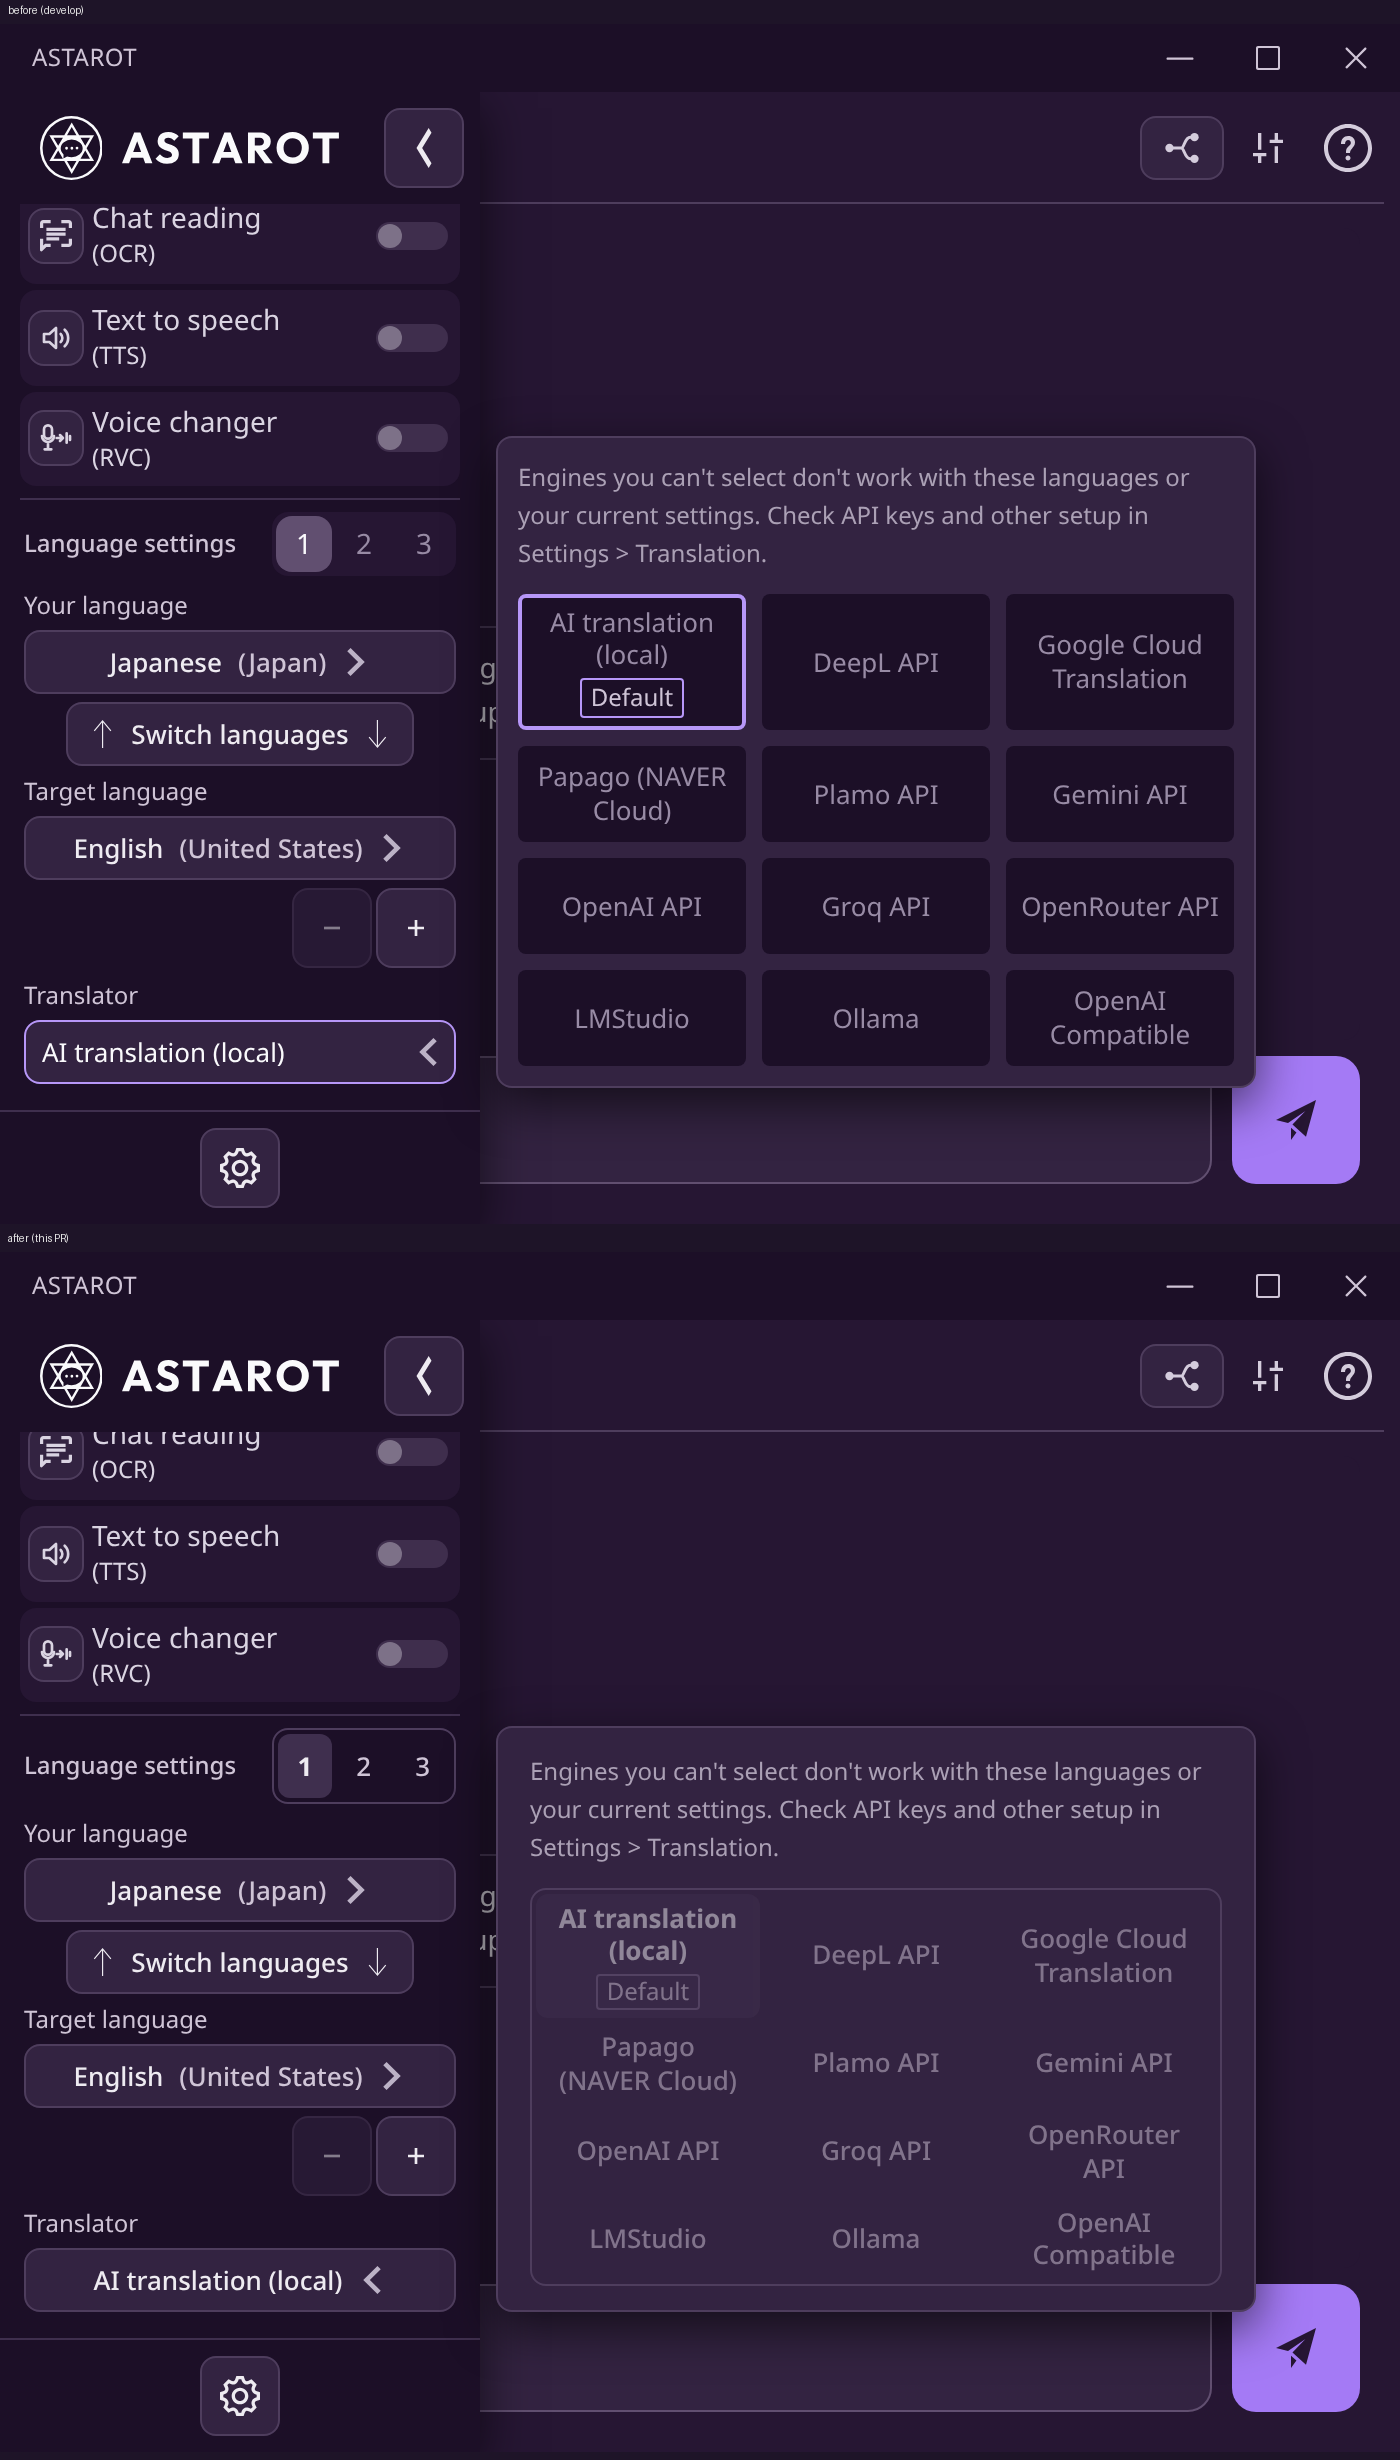 before (develop)
ASTAROT
ASTAROT
?
Chat reading
(OCR)
Text to speech
(TTS)
Voice changer
(RVC)
Language settings 1 2 3
Your language
Japanese (Japan)
↑ Switch languages ↓
Target language
English (United States)
− +
Translator
AI translation (local)
Engines you can't select don't work with these languages or
your current settings. Check API keys and other setup in
Settings > Translation.
AI translation
(local)
Default
DeepL API
Google Cloud
Translation
Papago (NAVER
Cloud)
Plamo API
Gemini API
OpenAI API
Groq API
OpenRouter API
LMStudio
Ollama
OpenAI
Compatible
g
up
after (this PR)
ASTAROT
ASTAROT
?
Chat reading
(OCR)
Text to speech
(TTS)
Voice changer
(RVC)
Language settings 1 2 3
Your language
Japanese (Japan)
↑ Switch languages ↓
Target language
English (United States)
− +
Translator
AI translation (local)
Engines you can't select don't work with these languages or
your current settings. Check API keys and other setup in
Settings > Translation.
AI translation
(local)
Default
DeepL API
Google Cloud
Translation
Papago
(NAVER Cloud)
Plamo API
Gemini API
OpenAI API
Groq API
OpenRouter
API
LMStudio
Ollama
OpenAI
Compatible
g
up